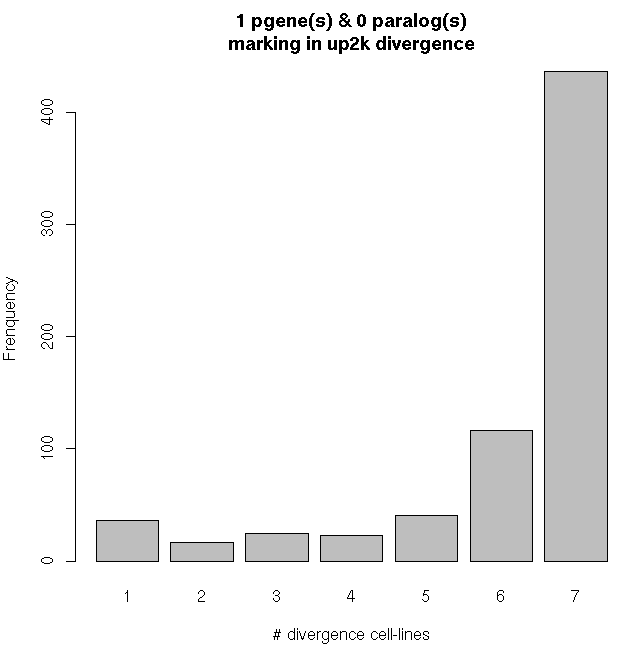 1 pgene(s) & 0 paralog(s)
marking in up2k divergence
400
300
200
100
0
Frenquency
1 2 3 4 5 6 7
# divergence cell-lines